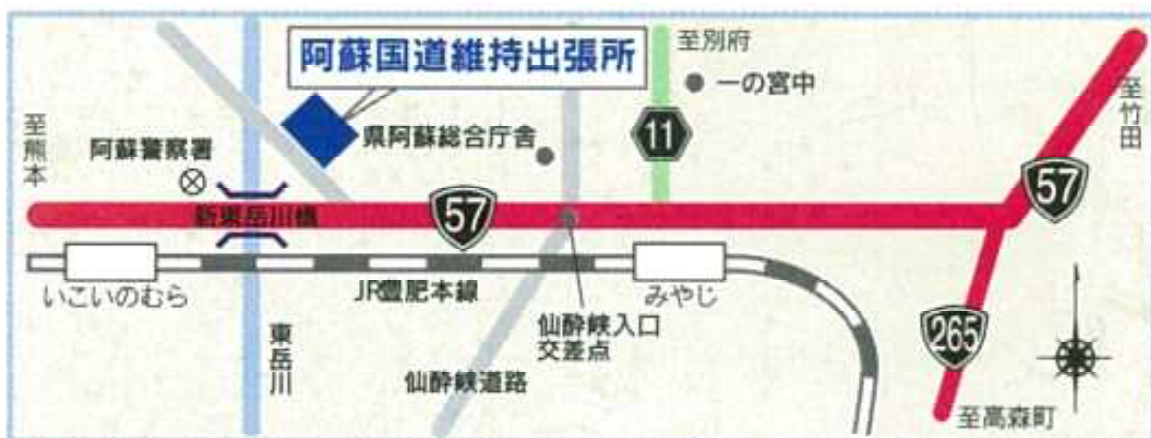 阿蘇国道維持出張所
至別府
一の宮中
至熊本
阿蘇警察署
県阿蘇総合庁舎
11
至竹田
57
新東岳川橋
57
いこいのむら
JR豊肥本線
みやじ
東岳川
仙酔峡道路
仙酔峡入口
交差点
265
至高森町